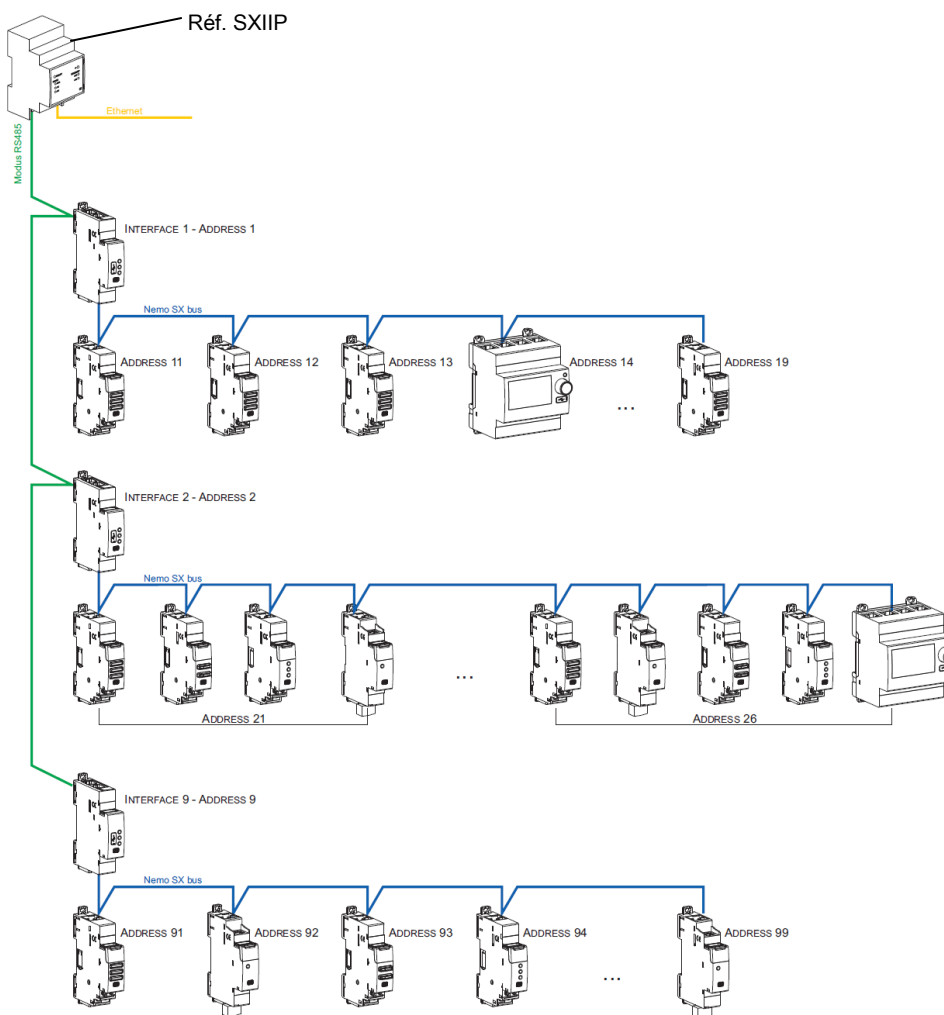 Réf. SXIIP
Ethernet
Modus RS485
INTERFACE 1 - ADDRESS 1
Nemo SX bus
ADDRESS 11
ADDRESS 12
ADDRESS 13
ADDRESS 14
ADDRESS 19
...
INTERFACE 2 - ADDRESS 2
Nemo SX bus
...
ADDRESS 21
ADDRESS 26
INTERFACE 9 - ADDRESS 9
Nemo SX bus
ADDRESS 91
ADDRESS 92
ADDRESS 93
ADDRESS 94
ADDRESS 99
...